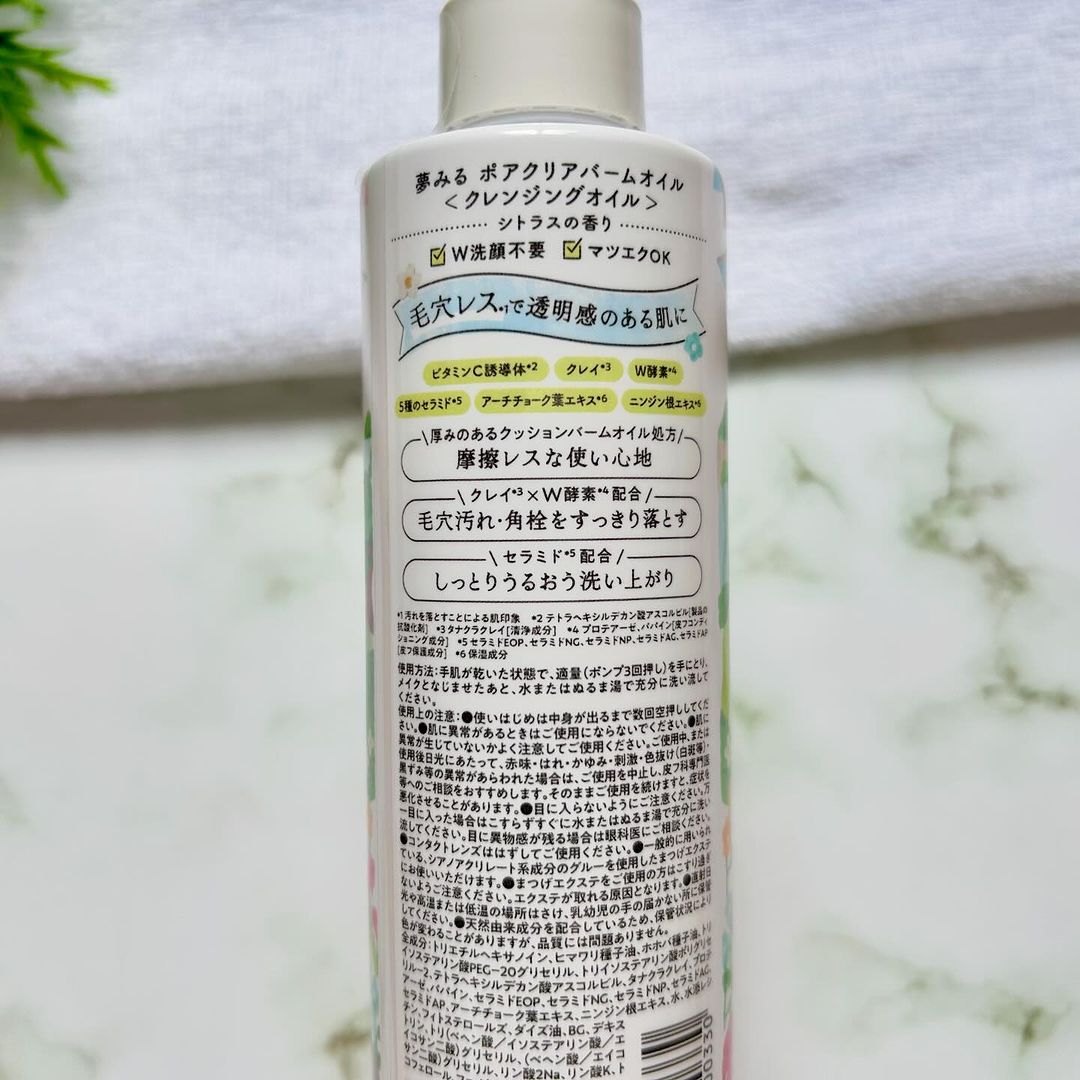 夢みる ポアクリアバームオイル
＜クレンジングオイル＞
シトラスの香り
W洗顔不要 マツエクOK
毛穴レス*1で透明感のある肌に
ビタミンC誘導体*2 クレイ*3 W酵素*4
5種のセラミド*5 アーチチョーク葉エキス*6 ニンジン根エキス*6
\厚みのあるクッションバームオイル処方/
摩擦レスな使い心地
\クレイ*3×W酵素*4配合/
毛穴汚れ・角栓をすっきり落とす
\セラミド*5配合/
しっとりうるおう洗い上がり
*1 汚れを落とすことによる肌印象 *2 テトラヘキシルデカン酸アスコルビル[製品の
抗酸化剤] *3 タナクラクレイ[清浄成分] *4 プロテアーゼ、パパイン[皮フコンディ
ショニング成分] *5 セラミドEOP、セラミドNG、セラミドNP、セラミドAG、セラミドAP
[皮フ保護成分] *6 保湿成分
使用方法：手肌が乾いた状態で、適量（ポンプ3回押し）を手にとり、
メイクとなじませたあと、水またはぬるま湯で充分に洗い流して
ください。
使用上の注意：●使いはじめは中身が出るまで数回空押ししてくだ
さい。●肌に異常があるときはご使用にならないでください。●肌に
異常が生じていないかよく注意してご使用ください。ご使用中、または
使用後日光にあたって、赤味・はれ・かゆみ・刺激・色抜け（白斑等）・
黒ずみ等の異常があらわれた場合は、ご使用を中止し、皮フ科専門医
等へのご相談をおすすめします。そのままご使用を続けますと、症状を
悪化させることがあります。●目に入らないようにご注意ください。万
一目に入った場合はこすらずすぐに水またはぬるま湯で充分に洗い
流してください。目に異物感が残る場合は眼科医にご相談ください。
●コンタクトレンズははずしてご使用ください。●一般的に用いられ
ている、シアノアクリレート系成分のグルーを使用したまつげエクステ
にお使いいただけます。●まつげエクステをご使用の方はこすり過ぎ
ないようご注意ください。エクステが取れる原因となります。●直射日
光や高温または低温の場所はさけ、乳幼児の手の届かない所に保管
してください。●天然由来成分を配合しているため、保管状況により
色が変わることがありますが、品質には問題ありません。
全成分：トリエチルヘキサノイン、ヒマワリ種子油、ホホバ種子油、トリ
イソステアリン酸PEG-20グリセリル、トリイソステアリン酸ポリグリセ
リル-2、テトラヘキシルデカン酸アスコルビル、タナクラクレイ、プロテ
アーゼ、パパイン、セラミドEOP、セラミドNG、セラミドNP、セラミドAG、
セラミドAP、アーチチョーク葉エキス、ニンジン根エキス、水、水添レシ
チン、フィトステロールズ、ダイズ油、BG、デキス
トリン、トリ（ベヘン酸／イソステアリン酸／エ
イコサン二酸）グリセリル、（ベヘン酸／エイコ
サン二酸）グリセリル、リン酸2Na、リン酸K、ト
コフェロール、